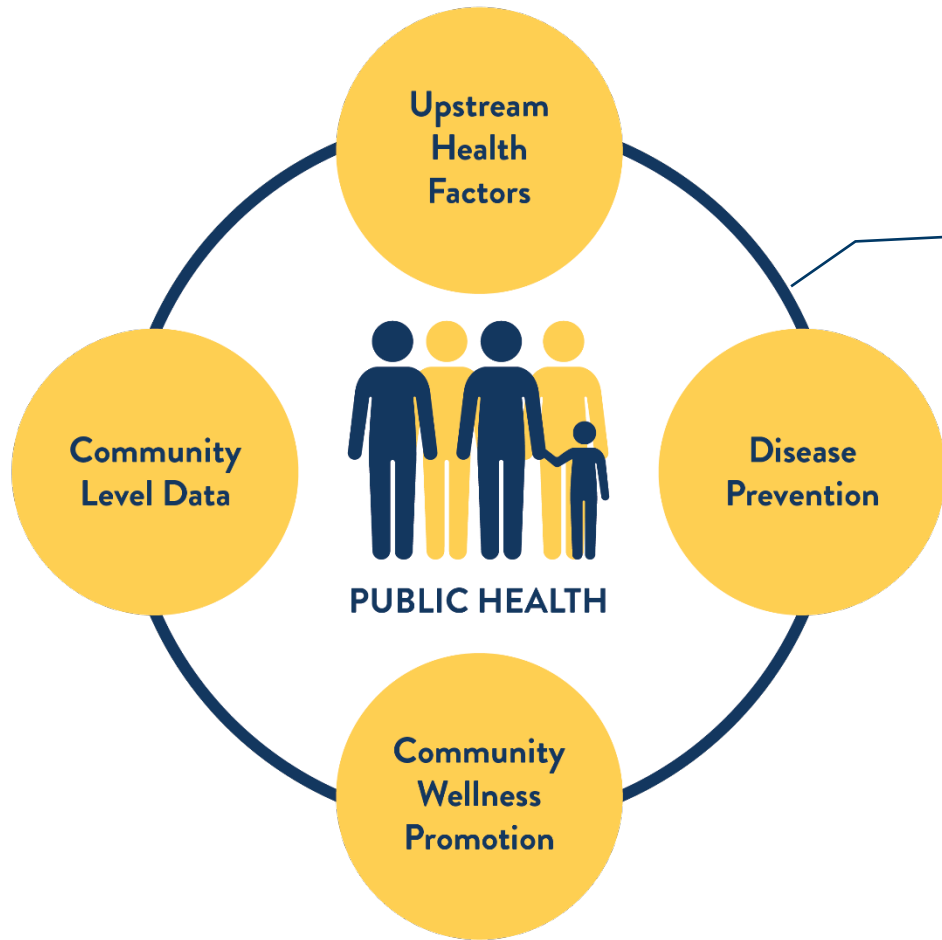 Upstream
Health
Factors
Community
Level Data
Disease
Prevention
PUBLIC HEALTH
Community
Wellness
Promotion